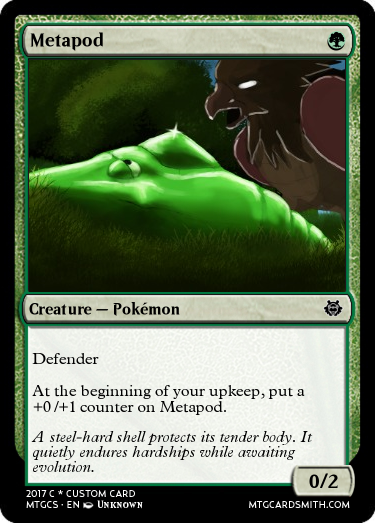 Metapod
Creature — Pokémon
Defender
At the beginning of your upkeep, put a
+0/+1 counter on Metapod.
A steel-hard shell protects its tender body. It
quietly endures hardships while awaiting
evolution.
0/2
2017 C * CUSTOM CARD
MTGCS · EN Unknown
MTGCARDSMITH.COM